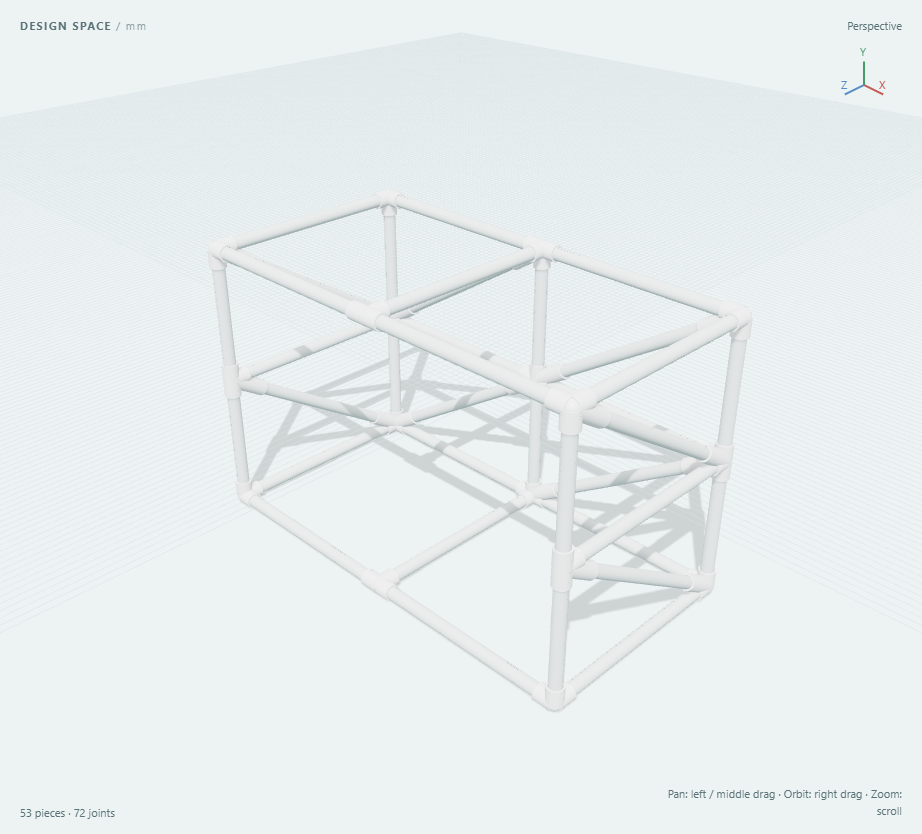 DESIGN SPACE / mm
Perspective
Y
Z X
53 pieces · 72 joints
Pan: left / middle drag · Orbit: right drag · Zoom:
scroll